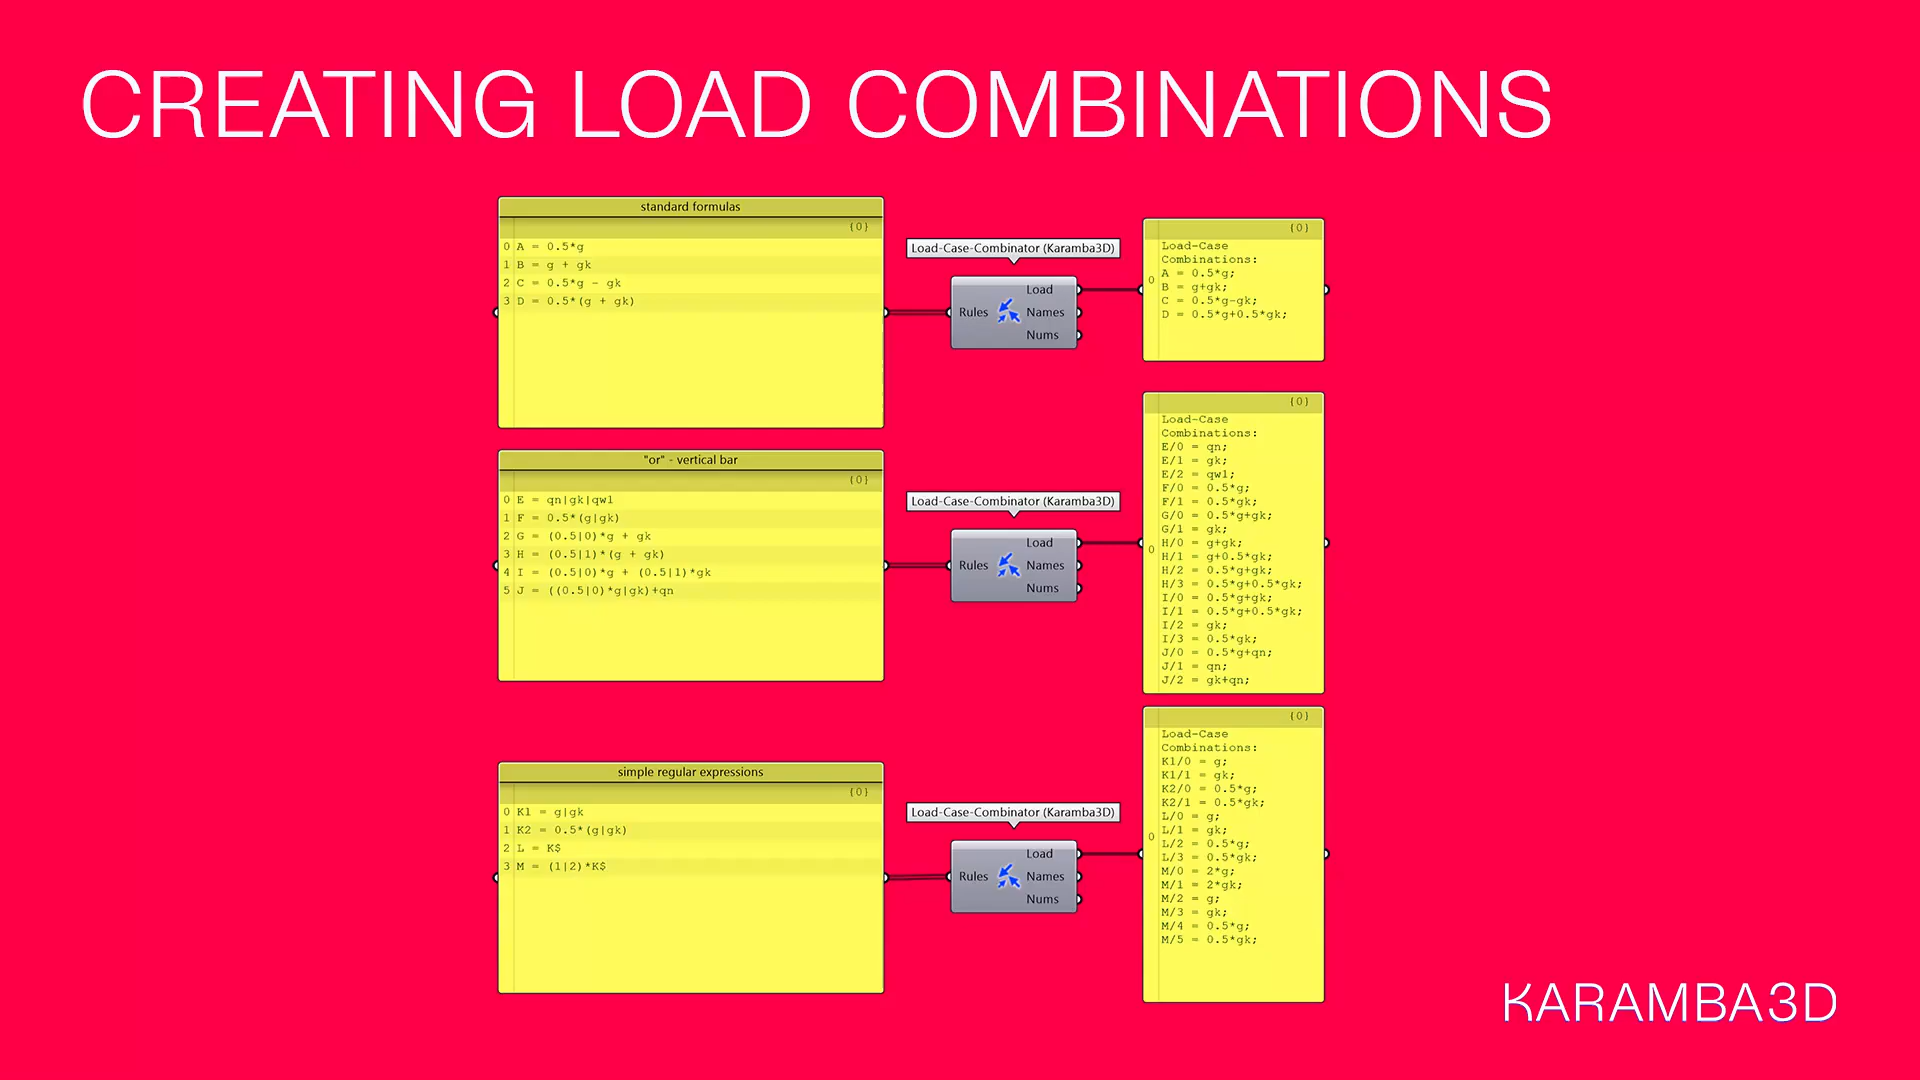 CREATING LOAD COMBINATIONS
standard formulas
{0}
0 A = 0.5*g
1 B = g + gk
2 C = 0.5*g - gk
3 D = 0.5*(g + gk)
Load-Case-Combinator (Karamba3D)
Rules
Load
Names
Nums
{0}
0
Load-Case
Combinations:
A = 0.5*g;
B = g+gk;
C = 0.5*g-gk;
D = 0.5*g+0.5*gk;
"or" - vertical bar
{0}
0 E = qn|gk|qw1
1 F = 0.5*(g|gk)
2 G = (0.5|0)*g + gk
3 H = (0.5|1)*(g + gk)
4 I = (0.5|0)*g + (0.5|1)*gk
5 J = ((0.5|0)*g|gk)+qn
Load-Case-Combinator (Karamba3D)
Rules
Load
Names
Nums
{0}
0
Load-Case
Combinations:
E/0 = qn;
E/1 = gk;
E/2 = qw1;
F/0 = 0.5*g;
F/1 = 0.5*gk;
G/0 = 0.5*g+gk;
G/1 = gk;
H/0 = g+gk;
H/1 = g+0.5*gk;
H/2 = 0.5*g+gk;
H/3 = 0.5*g+0.5*gk;
I/0 = 0.5*g+gk;
I/1 = 0.5*g+0.5*gk;
I/2 = gk;
I/3 = 0.5*gk;
J/0 = 0.5*g+qn;
J/1 = qn;
J/2 = gk+qn;
simple regular expressions
{0}
0 K1 = g|gk
1 K2 = 0.5*(g|gk)
2 L = K$
3 M = (1|2)*K$
Load-Case-Combinator (Karamba3D)
Rules
Load
Names
Nums
{0}
0
Load-Case
Combinations:
K1/0 = g;
K1/1 = gk;
K2/0 = 0.5*g;
K2/1 = 0.5*gk;
L/0 = g;
L/1 = gk;
L/2 = 0.5*g;
L/3 = 0.5*gk;
M/0 = 2*g;
M/1 = 2*gk;
M/2 = g;
M/3 = gk;
M/4 = 0.5*g;
M/5 = 0.5*gk;
KARAMBA3D